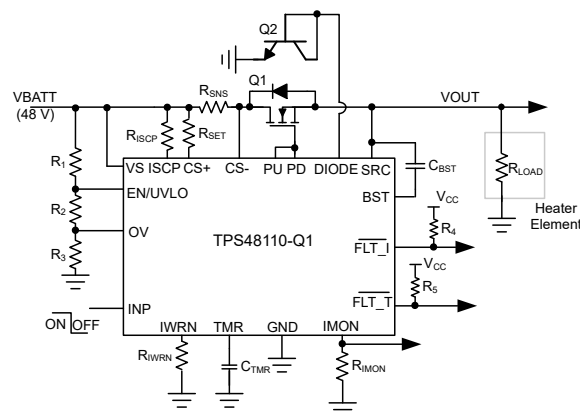 Q2
Q1
VBATT
(48 V)
RSNS
VOUT
RISCP
RSET
R1
VS ISCP CS+ CS- PU PD DIODE SRC
CBST
RLOAD
EN/UVLO
BST
VCC
Heater
Element
R2
R4
OV
TPS48110-Q1
FLT_I
R3
VCC
FLT_T
R5
INP
ON OFF
IWRN TMR GND IMON
RIWRN
CTMR
RIMON